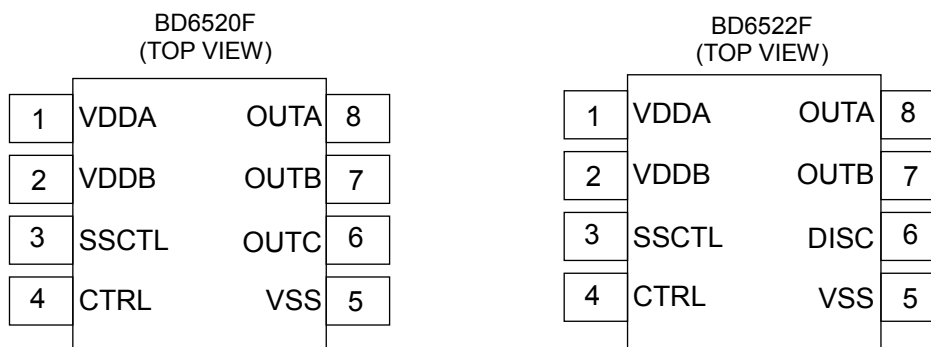 BD6520F
(TOP VIEW)
1 VDDA OUTA 8
2 VDDB OUTB 7
3 SSCTL OUTC 6
4 CTRL VSS 5
BD6522F
(TOP VIEW)
1 VDDA OUTA 8
2 VDDB OUTB 7
3 SSCTL DISC 6
4 CTRL VSS 5